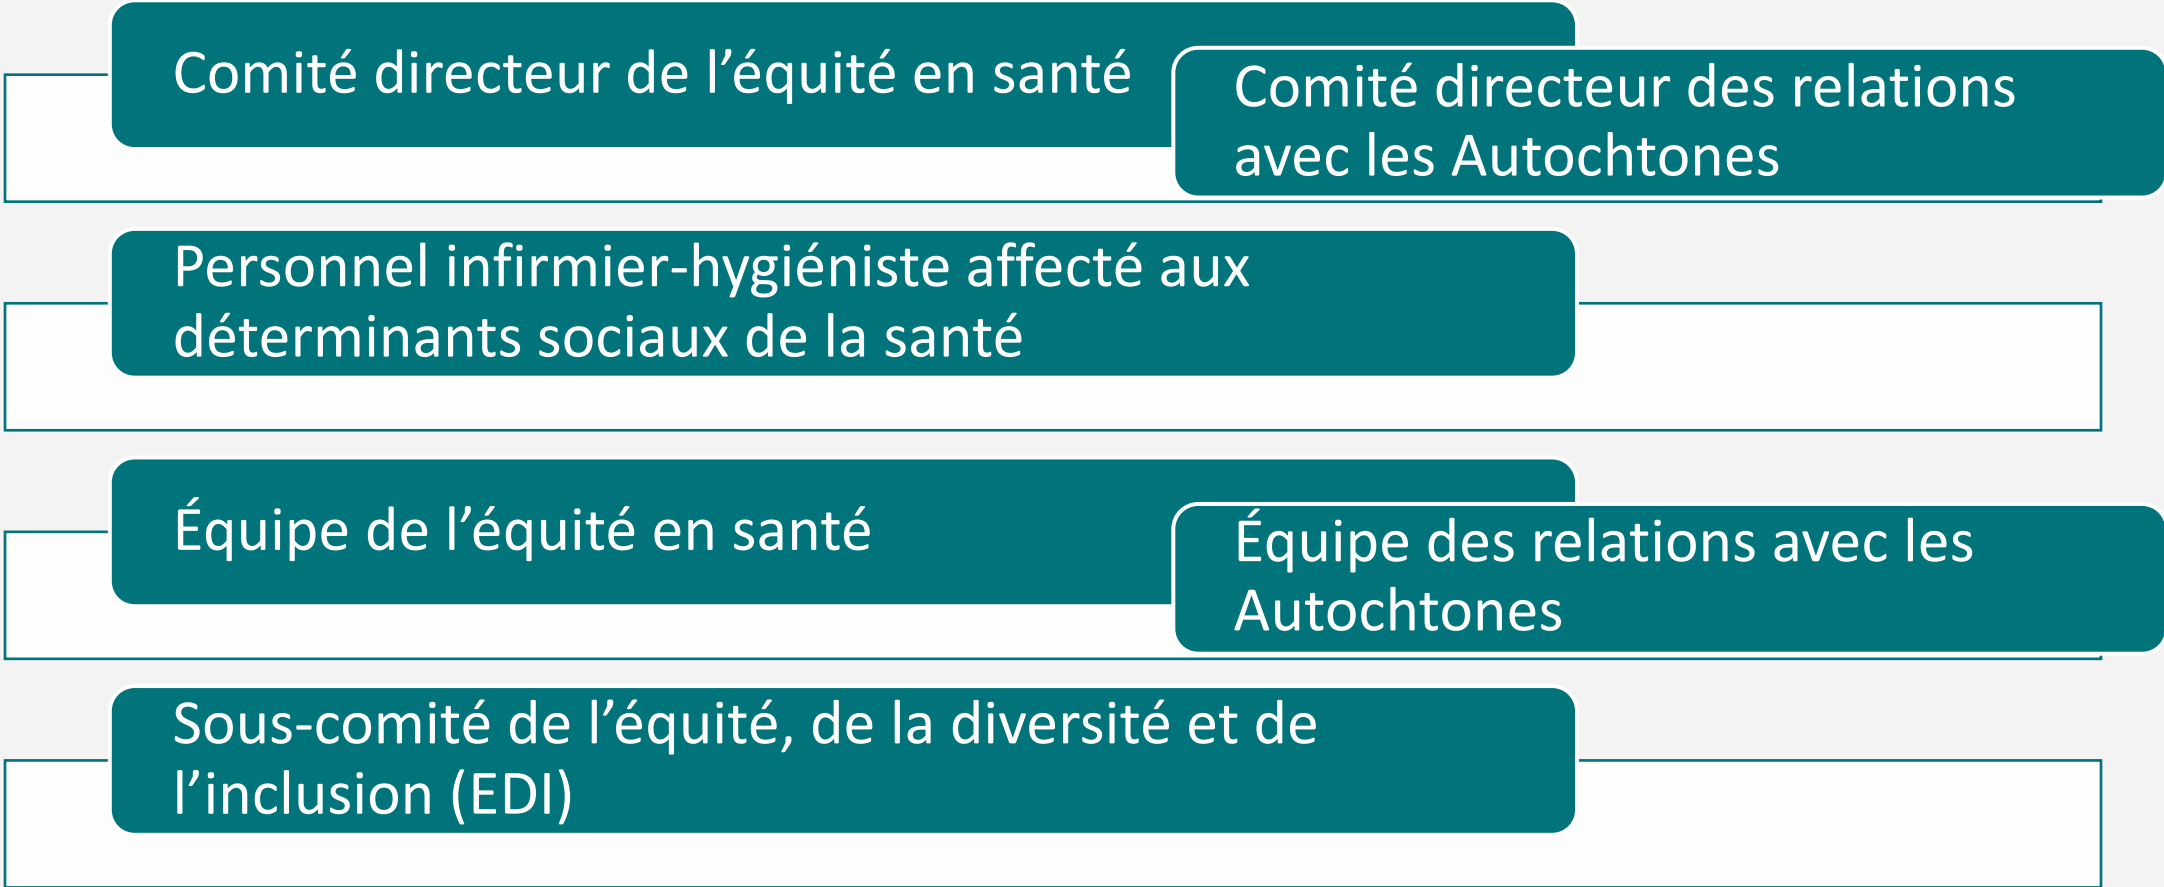 Comité directeur de l’équité en santé
Comité directeur des relations
avec les Autochtones
Personnel infirmier-hygiéniste affecté aux
déterminants sociaux de la santé
Équipe de l’équité en santé
Équipe des relations avec les
Autochtones
Sous-comité de l’équité, de la diversité et de
l’inclusion (EDI)